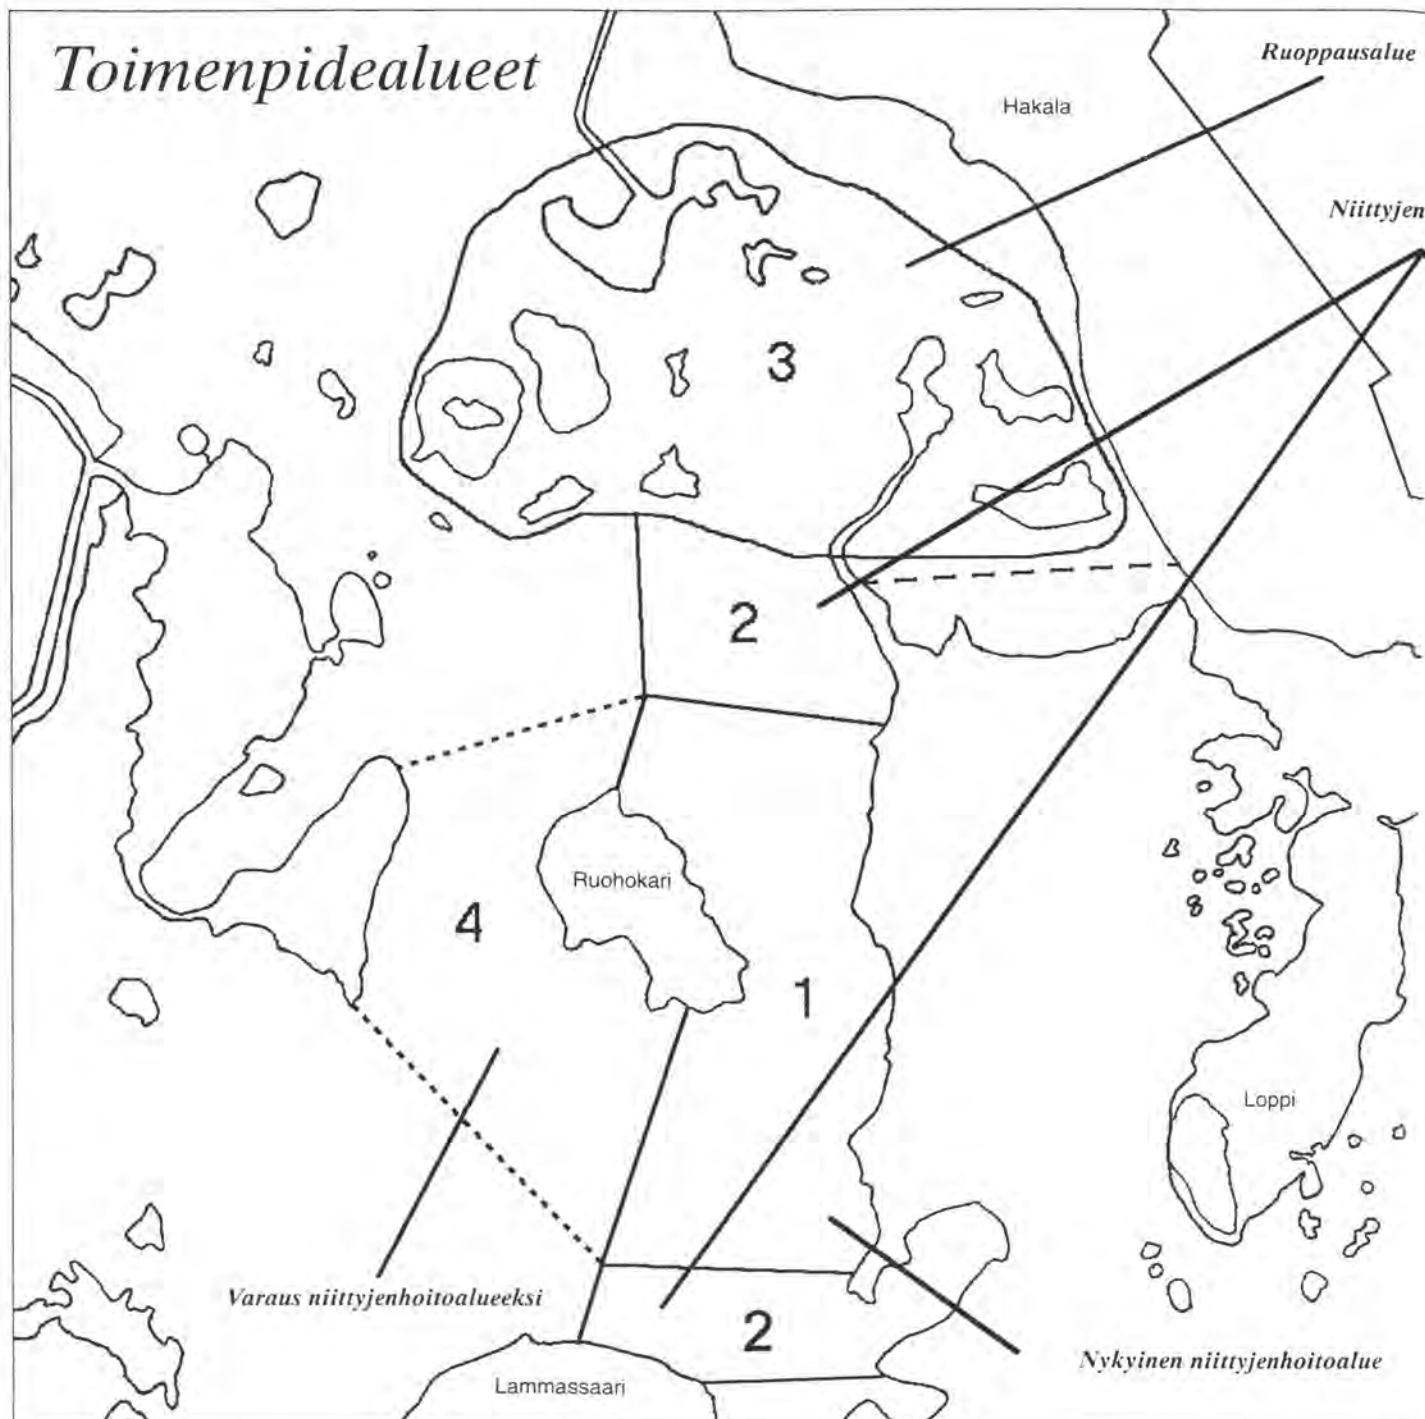 Toimenpidealueet
Ruoppausalue
Hakala
Niittyjen
3
2
Ruohokari
4
1
Loppi
Varaus niittyjenhoitoalueeksi
2
Nykyinen niittyjenhoitoalue
Lammassaari